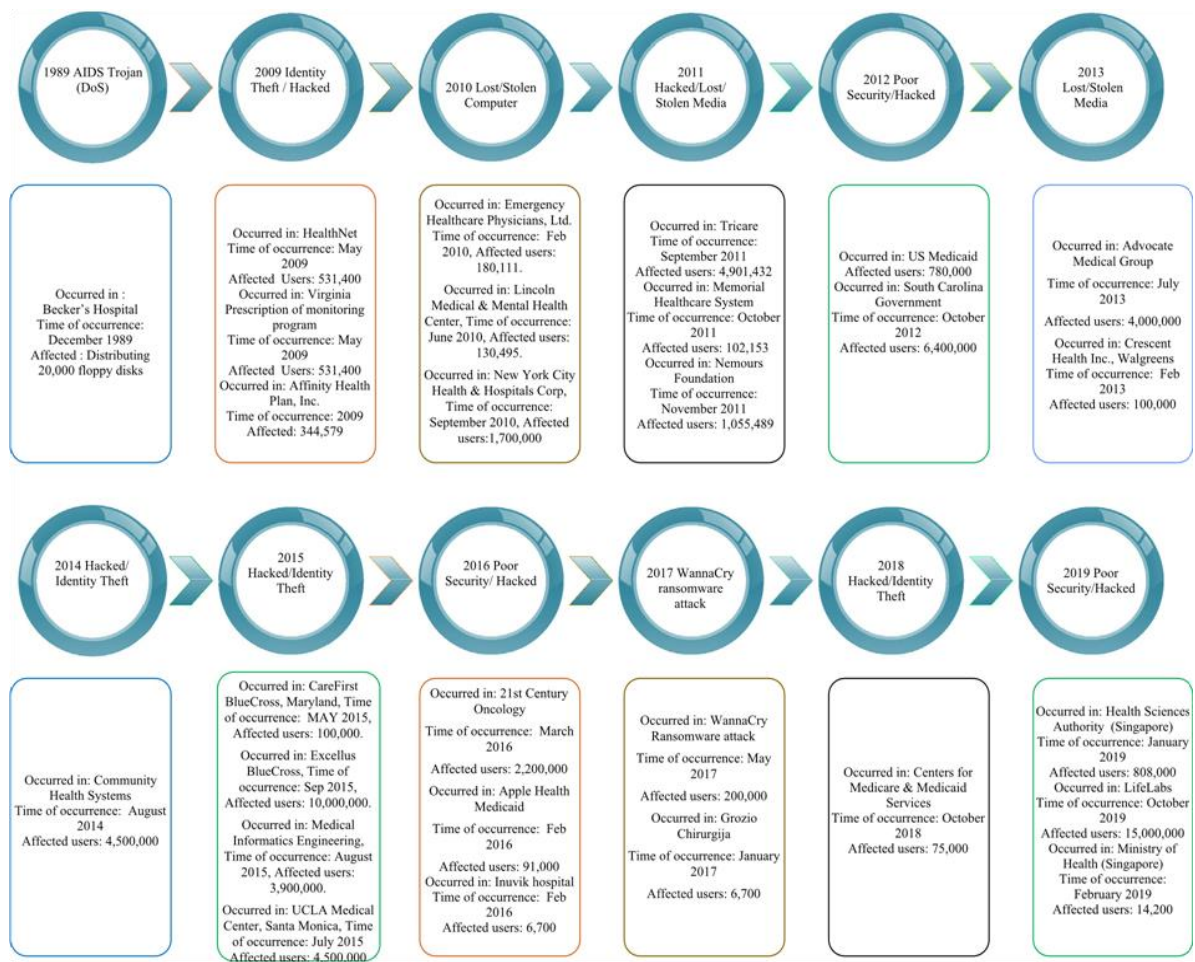 1989 AIDS Trojan
(DoS)
2009 Identity
Theft / Hacked
2010 Lost/Stolen
Computer
2011
Hacked/Lost/
Stolen Media
2012 Poor
Security/Hacked
2013
Lost/Stolen
Media
Occurred in :
Becker's Hospital
Time of occurrence:
December 1989
Affected : Distributing
20,000 floppy disks
Occurred in: HealthNet
Time of occurrence: May
2009
Affected Users: 531,400
Occurred in: Virginia
Prescription of monitoring
program
Time of occurrence: May
2009
Affected Users: 531,400
Occurred in: Affinity Health
Plan, Inc.
Time of occurrence: 2009
Affected: 344,579
Occurred in: Emergency
Healthcare Physicians, Ltd.
Time of occurrence: Feb
2010, Affected users:
180,111.
Occurred in: Lincoln
Medical & Mental Health
Center, Time of occurrence:
June 2010, Affected users:
130,495.
Occurred in: New York City
Health & Hospitals Corp,
Time of occurrence:
September 2010, Affected
users:1,700,000
Occurred in: Tricare
Time of occurrence:
September 2011
Affected users: 4,901,432
Occurred in: Memorial
Healthcare System
Time of occurrence: October
2011
Affected users: 102,153
Occurred in: Nemours
Foundation
Time of occurrence:
November 2011
Affected users: 1,055,489
Occurred in: US Medicaid
Affected users: 780,000
Occurred in: South Carolina
Government
Time of occurrence: October
2012
Affected users: 6,400,000
Occurred in: Advocate
Medical Group
Time of occurrence: July
2013
Affected users: 4,000,000
Occurred in: Crescent
Health Inc., Walgreens
Time of occurrence: Feb
2013
Affected users: 100,000
2014 Hacked/
Identity Theft
2015
Hacked/Identity
Theft
2016 Poor
Security/ Hacked
2017 WannaCry
ransomware
attack
2018
Hacked/Identity
Theft
2019 Poor
Security/Hacked
Occurred in: Community
Health Systems
Time of occurrence: August
2014
Affected users: 4,500,000
Occurred in: CareFirst
BlueCross, Maryland, Time
of occurrence: MAY 2015,
Affected users: 100,000.
Occurred in: Excellus
BlueCross, Time of
occurrence: Sep 2015,
Affected users: 10,000,000.
Occurred in: Medical
Informatics Engineering,
Time of occurrence: August
2015, Affected users:
3,900,000.
Occurred in: UCLA Medical
Center, Santa Monica, Time
of occurrence: July 2015
Affected users: 4,500,000
Occurred in: 21st Century
Oncology
Time of occurrence: March
2016
Affected users: 2,200,000
Occurred in: Apple Health
Medicaid
Time of occurrence: Feb
2016
Affected users: 91,000
Occurred in: Inuvik hospital
Time of occurrence: Feb
2016
Affected users: 6,700
Occurred in: WannaCry
Ransomware attack
Time of occurrence: May
2017
Affected users: 200,000
Occurred in: Grozio
Chirurgija
Time of occurrence: January
2017
Affected users: 6,700
Occurred in: Centers for
Medicare & Medicaid
Services
Time of occurrence: October
2018
Affected users: 75,000
Occurred in: Health Sciences
Authority (Singapore)
Time of occurrence: January
2019
Affected users: 808,000
Occurred in: LifeLabs
Time of occurrence: October
2019
Affected users: 15,000,000
Occurred in: Ministry of
Health (Singapore)
Time of occurrence:
February 2019
Affected users: 14,200